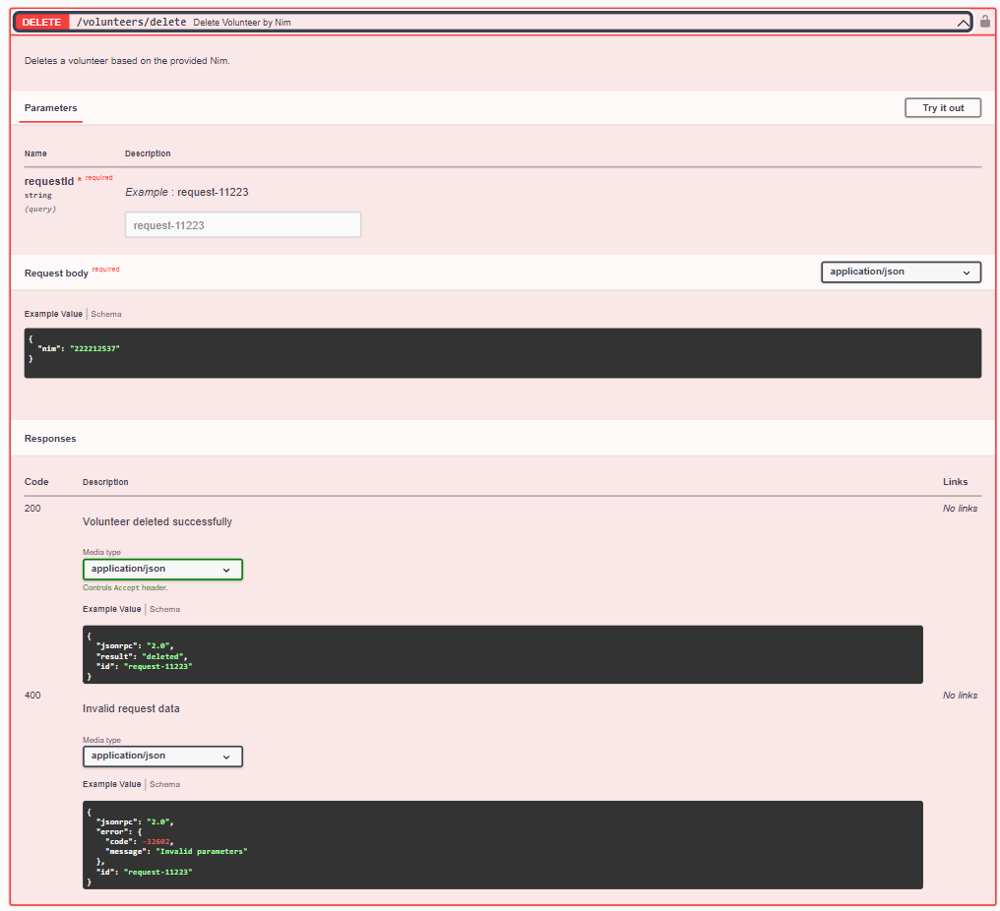 DELETE /volunteers/delete Delete Volunteer by Nim
Deletes a volunteer based on the provided Nim.
Parameters Try it out
Name Description
requestId * required
string
(query)
Example : request-11223
request-11223
Request body required application/json
Example Value | Schema
{
"nim": "222212537"
}
Responses
Code Description Links
200 No links
Volunteer deleted successfully
Media type
application/json
Controls Accept header.
Example Value | Schema
{
"jsonrpc": "2.0",
"result": "deleted",
"id": "request-11223"
}
400 No links
Invalid request data
Media type
application/json
Example Value | Schema
{
"jsonrpc": "2.0",
"error": {
"code": -32602,
"message": "Invalid parameters"
},
"id": "request-11223"
}